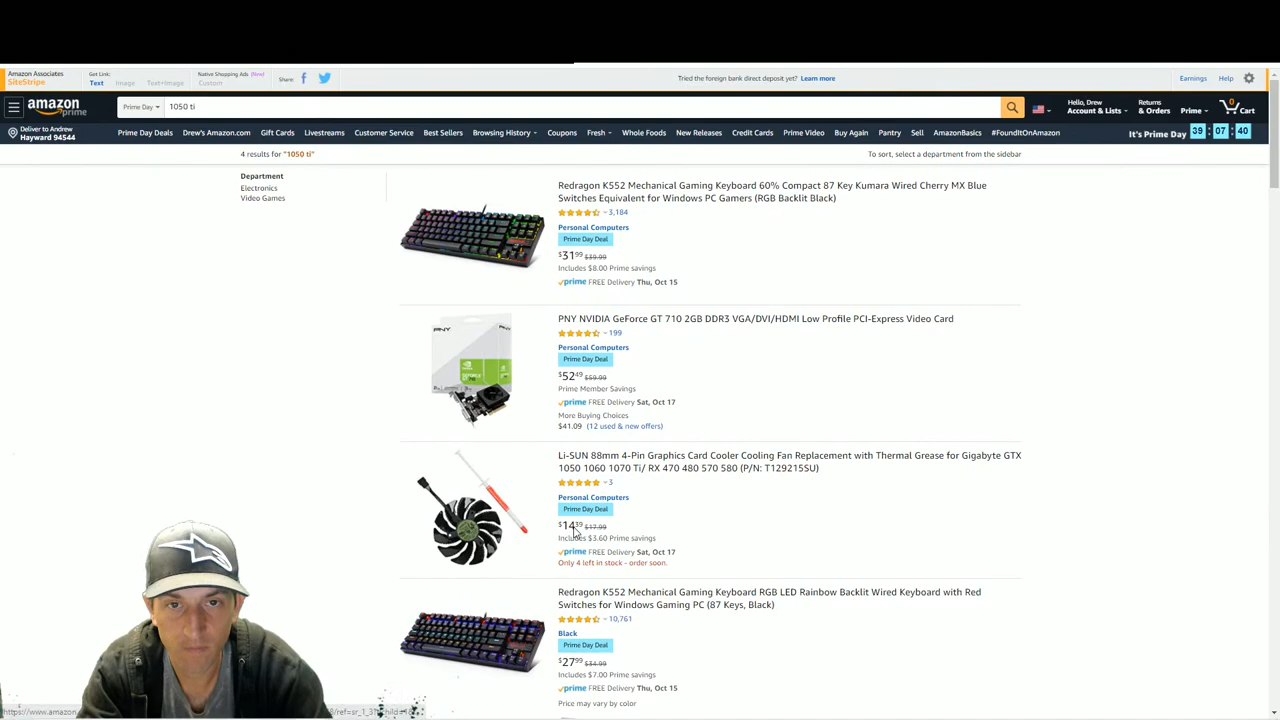 Amazon Associates
SiteStripe
Get Link:
Text
Image
Text+Image
Native Shopping Ads (New)
Custom
Share:
Tried the foreign bank direct deposit yet? Learn more
Earnings
Help
amazon
prime
Prime Day
1050 ti
Hello, Drew
Account & Lists
Returns
& Orders
Prime
0
Cart
Deliver to Andrew
Hayward 94544
Prime Day Deals
Drew's Amazon.com
Gift Cards
Livestreams
Customer Service
Best Sellers
Browsing History
Coupons
Fresh
Whole Foods
New Releases
Credit Cards
Prime Video
Buy Again
Pantry
Sell
AmazonBasics
#FoundItOnAmazon
It's Prime Day 39 : 07 : 40
4 results for "1050 ti"
To sort, select a department from the sidebar
Department
Electronics
Video Games
Redragon K552 Mechanical Gaming Keyboard 60% Compact 87 Key Kumara Wired Cherry MX Blue
Switches Equivalent for Windows PC Gamers (RGB Backlit Black)
3,184
Personal Computers
Prime Day Deal
$31.99 $39.99
Includes $8.00 Prime savings
prime FREE Delivery Thu, Oct 15
PNY NVIDIA GeForce GT 710 2GB DDR3 VGA/DVI/HDMI Low Profile PCI-Express Video Card
199
Personal Computers
Prime Day Deal
$52.49 $59.99
Prime Member Savings
prime FREE Delivery Sat, Oct 17
More Buying Choices
$41.09 (12 used & new offers)
Li-SUN 88mm 4-Pin Graphics Card Cooler Cooling Fan Replacement with Thermal Grease for Gigabyte GTX
1050 1060 1070 Ti/ RX 470 480 570 580 (P/N: T129215SU)
3
Personal Computers
Prime Day Deal
$14.39 $17.99
Includes $3.60 Prime savings
prime FREE Delivery Sat, Oct 17
Only 4 left in stock - order soon.
Redragon K552 Mechanical Gaming Keyboard RGB LED Rainbow Backlit Wired Keyboard with Red
Switches for Windows Gaming PC (87 Keys, Black)
10,761
Black
Prime Day Deal
$27.99 $34.99
Includes $7.00 Prime savings
prime FREE Delivery Thu, Oct 15
Price may vary by color
https://www.amazon